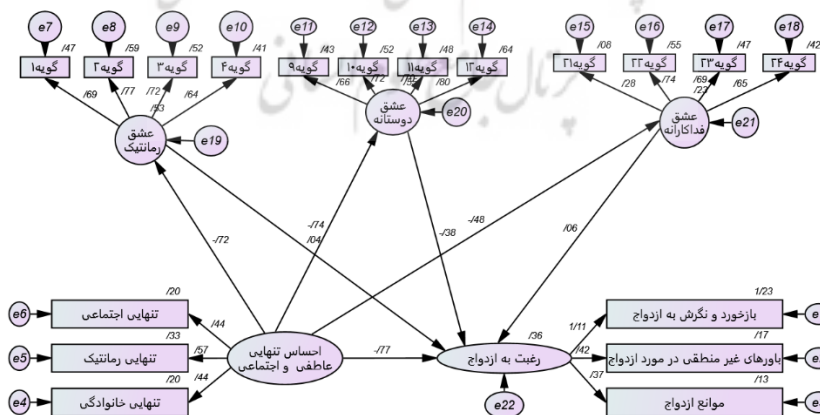 e7 e8 e9 e10 e11 e12 e13 e14 e15 e16 e17 e18
/47 /59 /52 /41 /43 /52 /48 /64 /08 /55 /47 /42
گویه۱ گویه۲ گویه۳ گویه۴ گویه۹ گویه۱۰ گویه۱۱ گویه۱۲ گویه۲۱ گویه۲۲ گویه۲۳ گویه۲۴
/69 /77 /72 /64 /66 /72 /80 /28 /74 /69 /65
/53 /23
عشق
رمانتیک
e19
عشق
دوستانه
e20
عشق
فداکارانه
e21
-/72 -/74 /04 -/38 -/48 /06
e6 تنهایی اجتماعی /20
e5 تنهایی رمانتیک /33
e4 تنهایی خانوادگی /20
/44
/57
/44
احساس تنهایی
عاطفی و اجتماعی
-/77
رغبت به ازدواج
/36
e22
1/11
/42
/37
بازخورد و نگرش به ازدواج 1/23
باورهای غیر منطقی در مورد ازدواج /17
موانع ازدواج /13